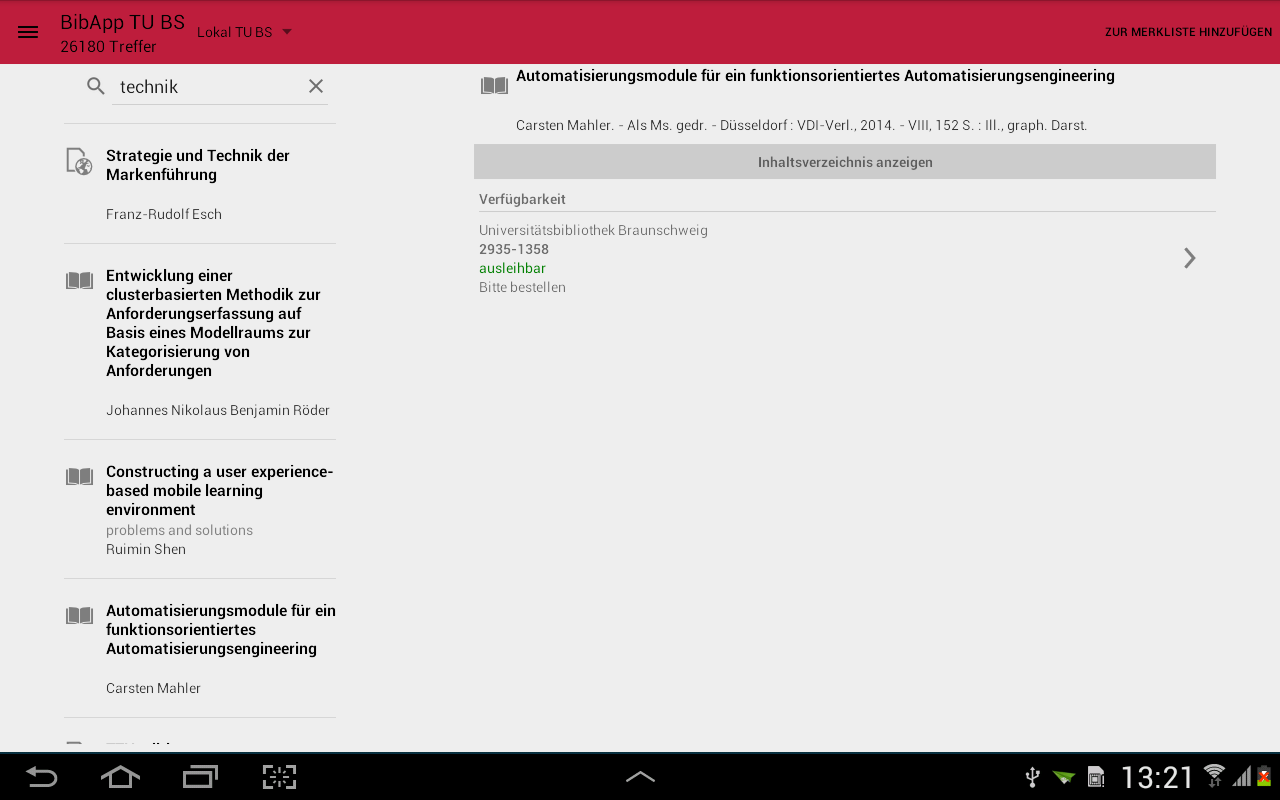 BibApp TU BS
26180 Treffer
Lokal TU BS
ZUR MERKLISTE HINZUFÜGEN
technik
Strategie und Technik der
Markenführung
Franz-Rudolf Esch
Entwicklung einer
clusterbasierten Methodik zur
Anforderungserfassung auf
Basis eines Modellraums zur
Kategorisierung von
Anforderungen
Johannes Nikolaus Benjamin Röder
Constructing a user experience-
based mobile learning
environment
problems and solutions
Ruimin Shen
Automatisierungsmodule für ein
funktionsorientiertes
Automatisierungsengineering
Carsten Mahler
Automatisierungsmodule für ein funktionsorientiertes Automatisierungsengineering
Carsten Mahler. - Als Ms. gedr. - Düsseldorf : VDI-Verl., 2014. - VIII, 152 S. : Ill., graph. Darst.
Inhaltsverzeichnis anzeigen
Verfügbarkeit
Universitätsbibliothek Braunschweig
2935-1358
ausleihbar
Bitte bestellen
13:21